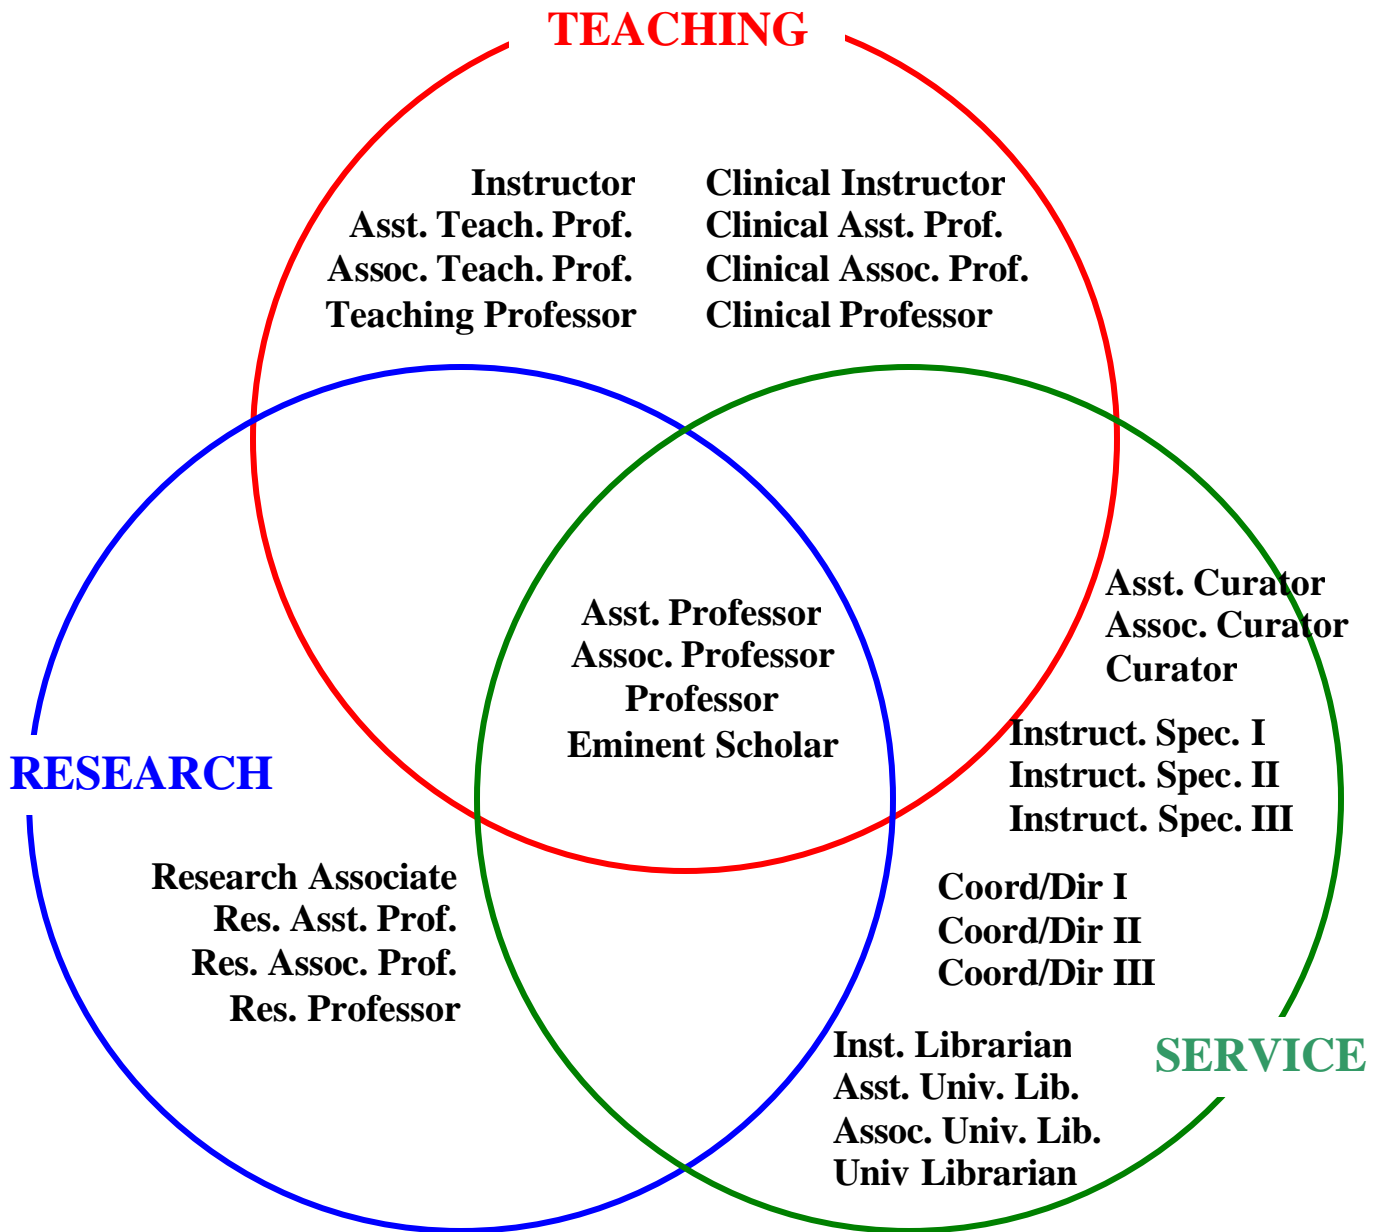 TEACHING
Instructor
Asst. Teach. Prof.
Assoc. Teach. Prof.
Teaching Professor
Clinical Instructor
Clinical Asst. Prof.
Clinical Assoc. Prof.
Clinical Professor
Asst. Professor
Assoc. Professor
Professor
Eminent Scholar
Asst. Curator
Assoc. Curator
Curator
Instruct. Spec. I
Instruct. Spec. II
Instruct. Spec. III
RESEARCH
Research Associate
Res. Asst. Prof.
Res. Assoc. Prof.
Res. Professor
Coord/Dir I
Coord/Dir II
Coord/Dir III
SERVICE
Inst. Librarian
Asst. Univ. Lib.
Assoc. Univ. Lib.
Univ Librarian